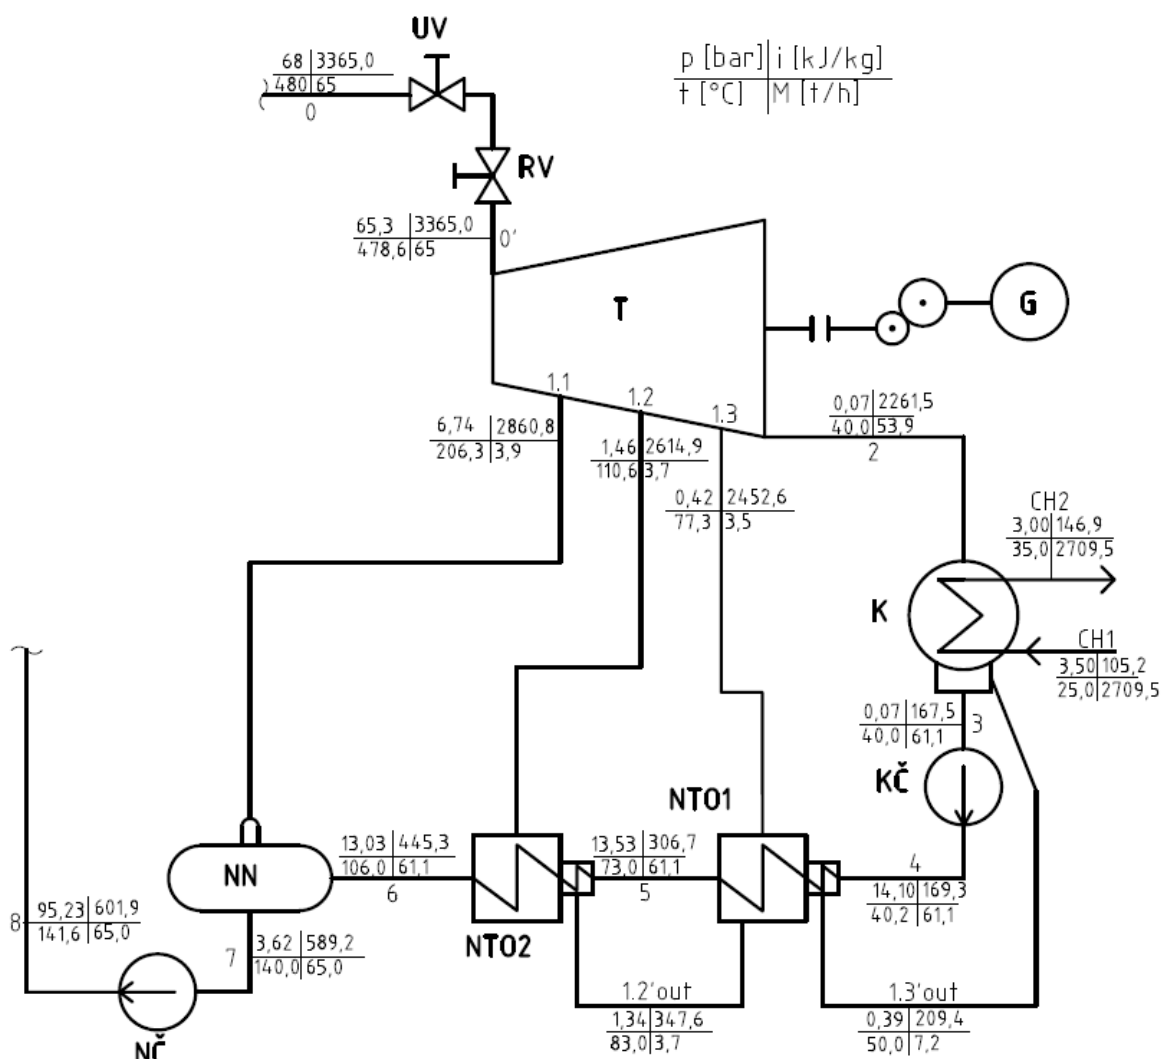 UV
68 3365,0
480 65
0
p [bar] i [kJ/kg]
t [°C] M [t/h]
RV
65,3 3365,0
478,6 65
0'
T
G
1.1
1.2
1.3
6,74 2860,8
206,3 3,9
1,46 2614,9
110,6 3,7
0,42 2452,6
77,3 3,5
0,07 2261,5
40,0 53,9
2
CH2
3,00 146,9
35,0 2709,5
K
CH1
3,50 105,2
25,0 2709,5
0,07 167,5
40,0 61,1
3
KČ
NTO1
13,03 445,3
106,0 61,1
6
13,53 306,7
73,0 61,1
5
4
14,10 169,3
40,2 61,1
NN
NTO2
8
95,23 601,9
141,6 65,0
7
3,62 589,2
140,0 65,0
1.2'out
1,34 347,6
83,0 3,7
1.3'out
0,39 209,4
50,0 7,2
NČ